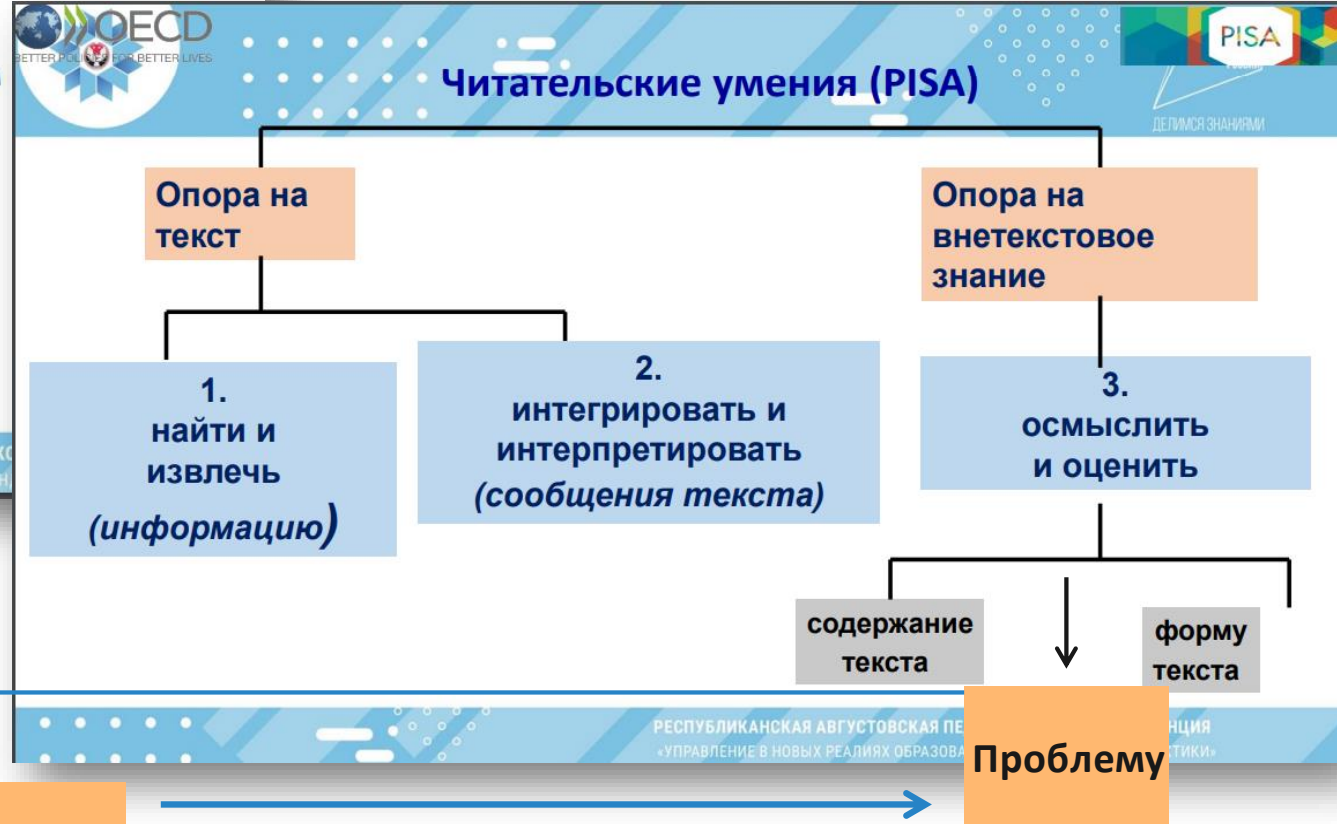 OECD
BETTER POLICIES FOR BETTER LIVES
PISA
Читательские умения (PISA)
ДЕЛИМСЯ ЗНАНИЯМИ
Опора на
текст
Опора на
внетекстовое
знание
1.
найти и
извлечь
(информацию)
2.
интегрировать и
интерпретировать
(сообщения текста)
3.
осмыслить
и оценить
содержание
текста
форму
текста
РЕСПУБЛИКАНСКАЯ АВГУСТОВСКАЯ
«УПРАВЛЕНИЕ В НОВЫХ РЕАЛИЯХ
Проблему